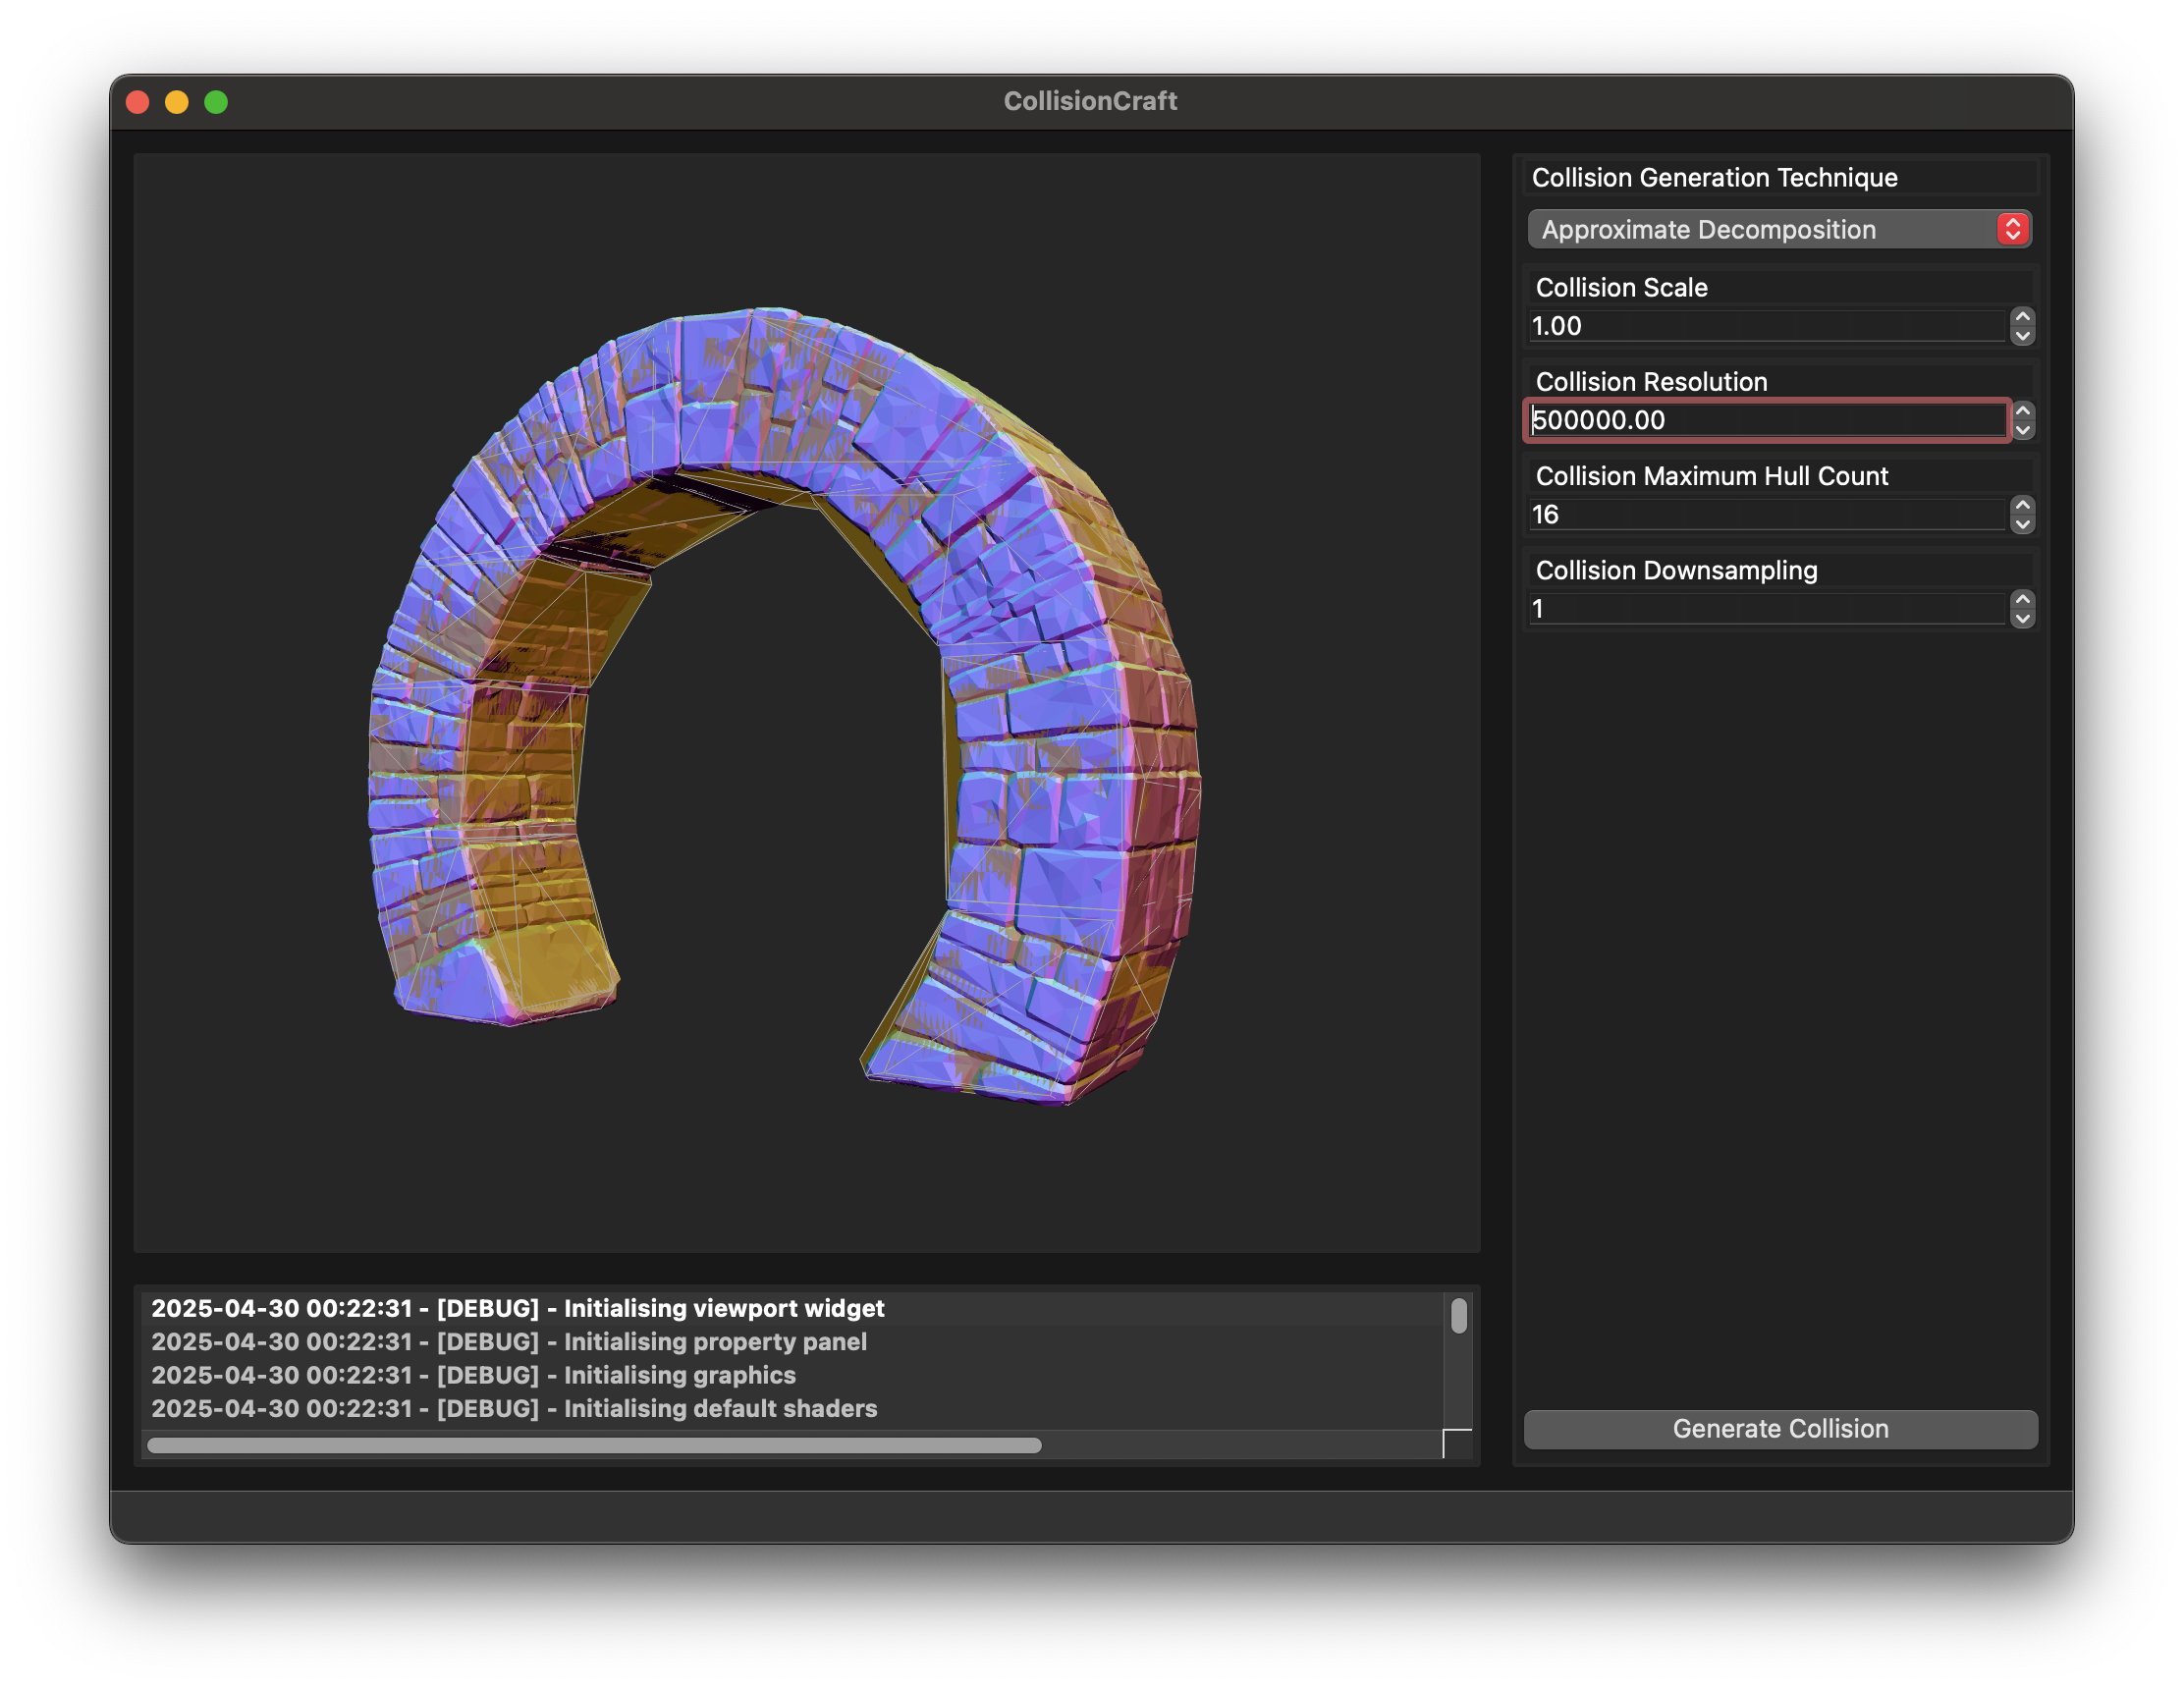 CollisionCraft
Collision Generation Technique
Approximate Decomposition
Collision Scale
1.00
Collision Resolution
500000.00
Collision Maximum Hull Count
16
Collision Downsampling
1
2025-04-30 00:22:31 - [DEBUG] - Initialising viewport widget
2025-04-30 00:22:31 - [DEBUG] - Initialising property panel
2025-04-30 00:22:31 - [DEBUG] - Initialising graphics
2025-04-30 00:22:31 - [DEBUG] - Initialising default shaders
Generate Collision